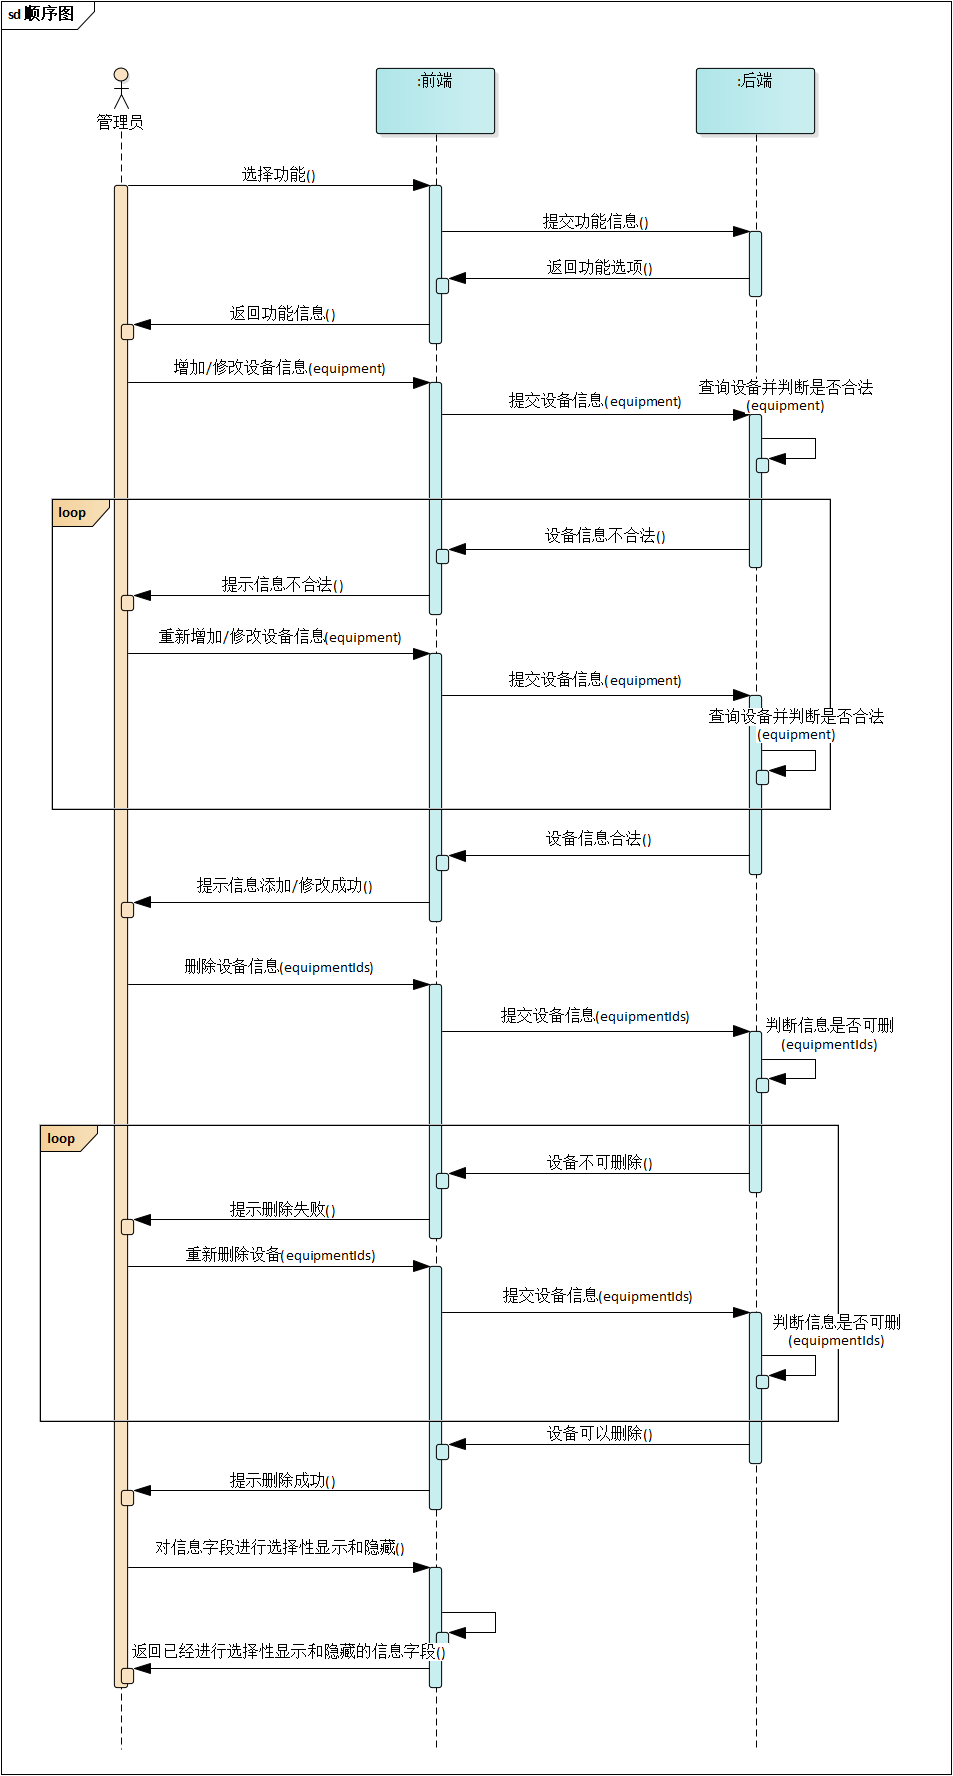 sd 顺序图
管理员
:前端
:后端
选择功能()
提交功能信息()
返回功能选项()
返回功能信息()
增加/修改设备信息(equipment)
提交设备信息(equipment)
查询设备并判断是否合法
(equipment)
loop
设备信息不合法()
提示信息不合法()
重新增加/修改设备信息(equipment)
提交设备信息(equipment)
查询设备并判断是否合法
(equipment)
设备信息合法()
提示信息添加/修改成功()
删除设备信息(equipmentIds)
提交设备信息(equipmentIds)
判断信息是否可删
(equipmentIds)
loop
设备不可删除()
提示删除失败()
重新删除设备(equipmentIds)
提交设备信息(equipmentIds)
判断信息是否可删
(equipmentIds)
设备可以删除()
提示删除成功()
对信息字段进行选择性显示和隐藏()
返回已经进行选择性显示和隐藏的信息字段()